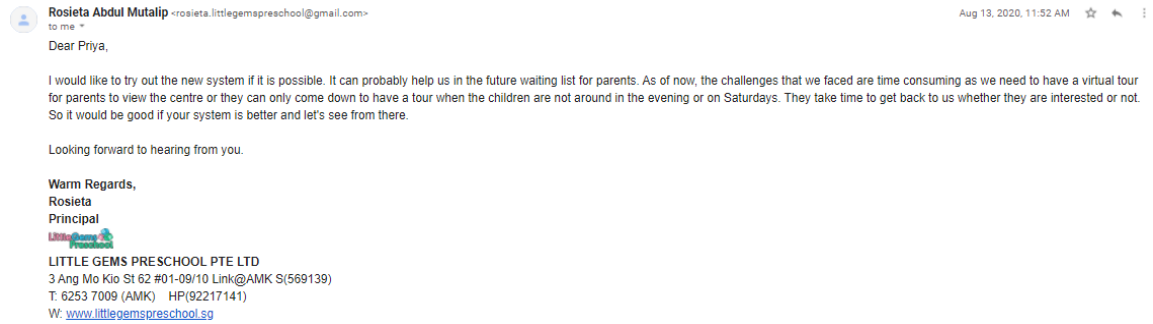 Rosieta Abdul Mutalip <rosieta.littlegemspreschool@gmail.com>
Aug 13, 2020, 11:52 AM
to me
Dear Priya,
I would like to try out the new system if it is possible. It can probably help us in the future waiting list for parents. As of now, the challenges that we faced are time consuming as we need to have a virtual tour
for parents to view the centre or they can only come down to have a tour when the children are not around in the evening or on Saturdays. They take time to get back to us whether they are interested or not.
So it would be good if your system is better and let's see from there.
Looking forward to hearing from you.
Warm Regards,
Rosieta
Principal
Little Gems
Preschool
LITTLE GEMS PRESCHOOL PTE LTD
3 Ang Mo Kio St 62 #01-09/10 Link@AMK S(569139)
T: 6253 7009 (AMK) HP(92217141)
W: www.littlegemspreschool.sg